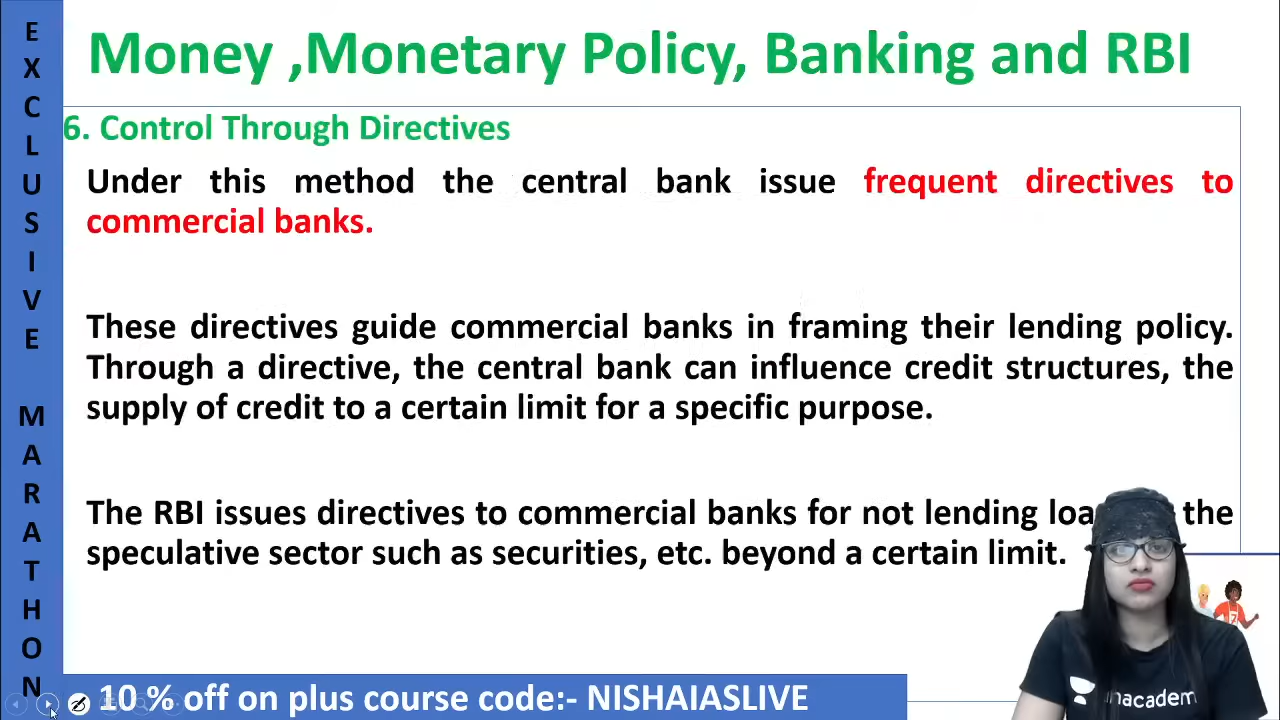 EXCLUSIVE MARATHON
Money ,Monetary Policy, Banking and RBI
6. Control Through Directives
Under this method the central bank issue frequent directives to
commercial banks.
These directives guide commercial banks in framing their lending policy.
Through a directive, the central bank can influence credit structures, the
supply of credit to a certain limit for a specific purpose.
The RBI issues directives to commercial banks for not lending the
speculative sector such as securities, etc. beyond a certain limit.
10 % off on plus course code:- NISHAIASLIVE